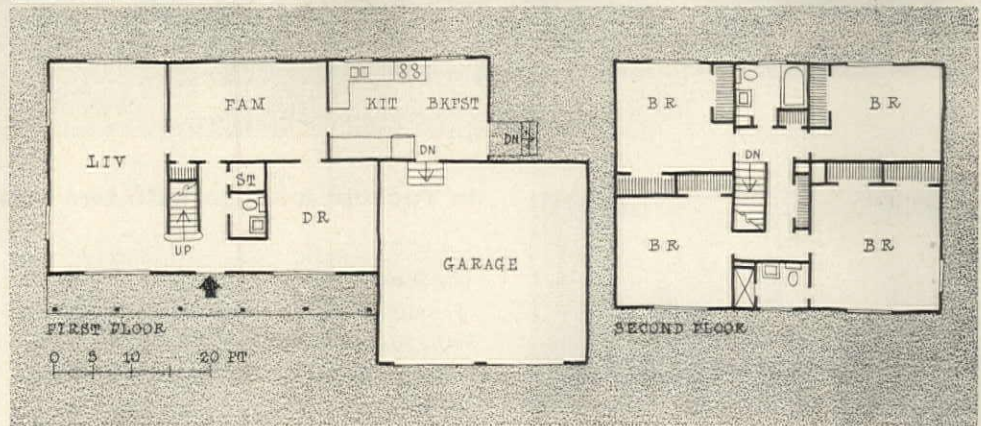 FAM
KIT
BKFST
LIV
ST
DN
DN
DR
UP
GARAGE
FIRST FLOOR
0 5 10 20 FT
BR
BR
DN
BR
BR
SECOND FLOOR